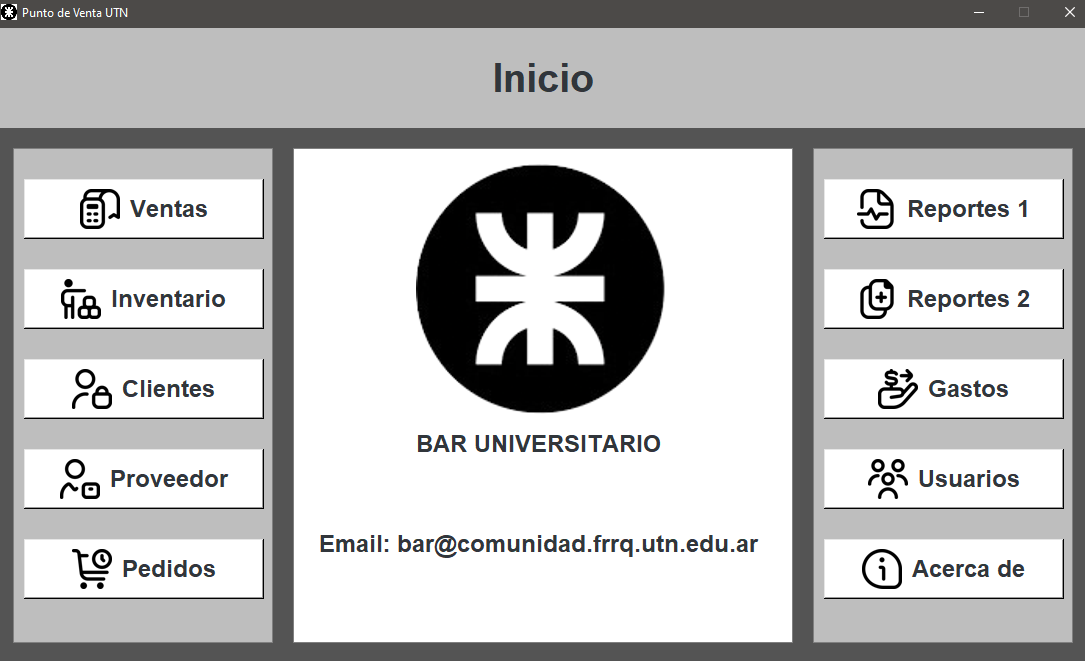 Punto de Venta UTN
Inicio
Ventas
Inventario
Clientes
Proveedor
Pedidos
BAR UNIVERSITARIO
Email: bar@comunidad.frrq.utn.edu.ar
Reportes 1
Reportes 2
Gastos
Usuarios
Acerca de